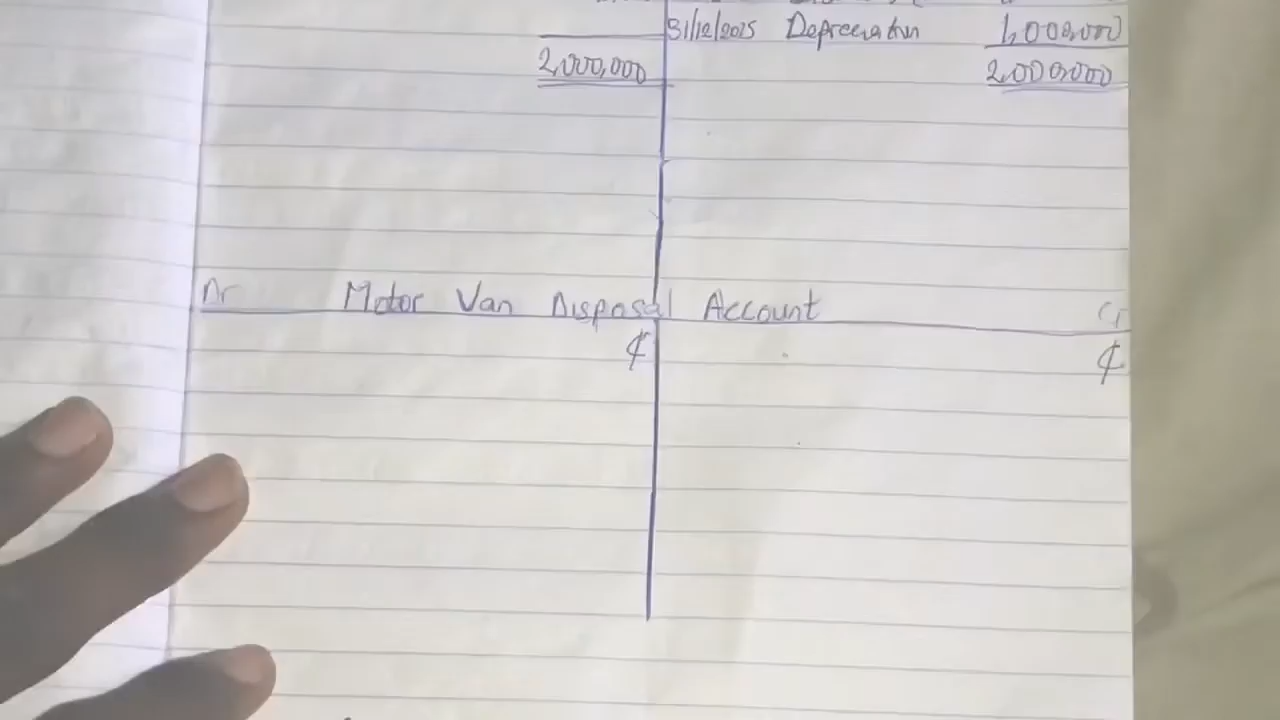 31/12/2025 Depreciation 1,000,000
2,000,000 2,000,000
Dr Motor Van Disposal Account Cr
₵ ₵